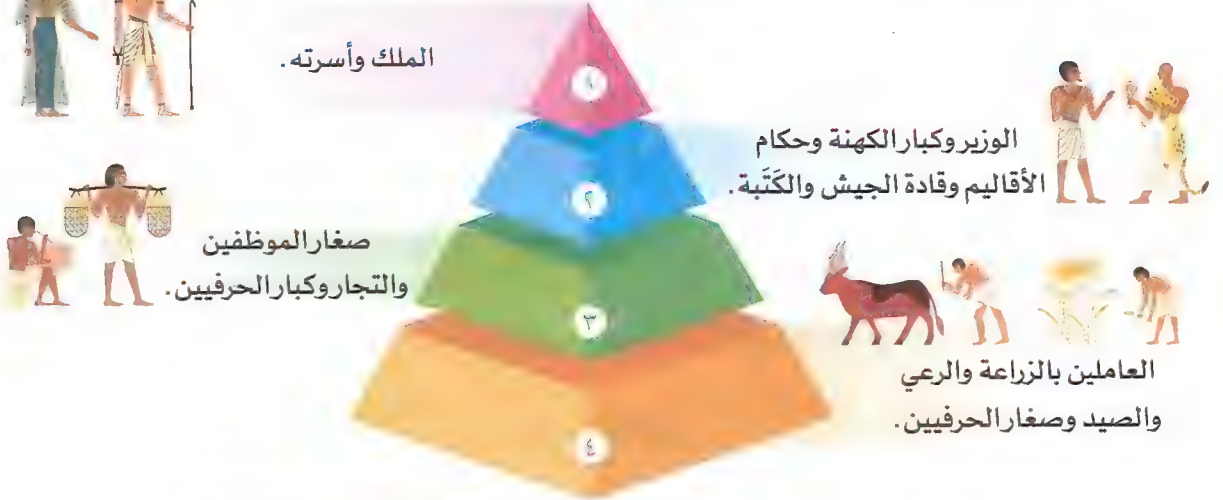 ١
الملك وأسرته.
٢
الوزير وكبار الكهنة وحكام
الأقاليم وقادة الجيش والكَتَبة.
٣
صغار الموظفين
والتجار وكبار الحرفيين.
٤
العاملين بالزراعة والرعي
والصيد وصغار الحرفيين.